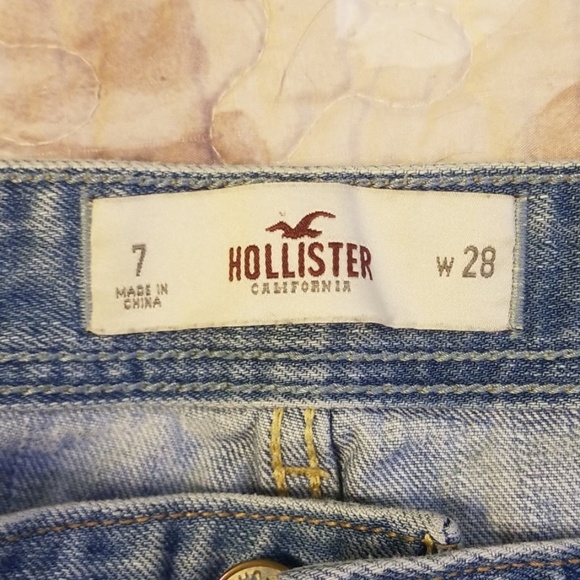 7
MADE IN
CHINA
HOLLISTER
CALIFORNIA
W 28